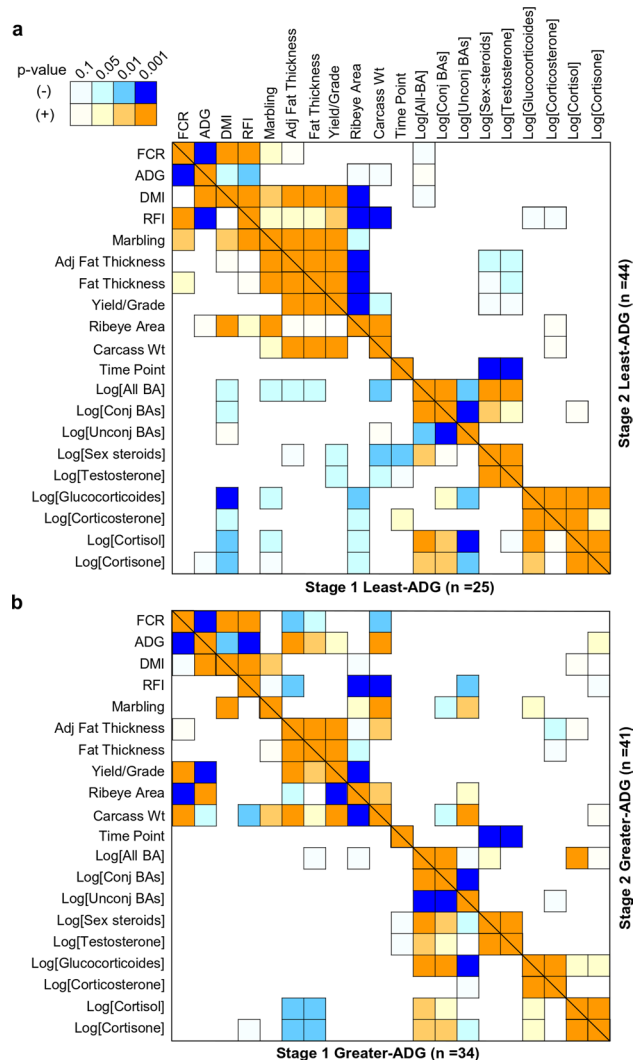 a
p-value
0.1 0.05 0.01 0.001
(-)
(+)
FCR ADG DMI RFI Marbling Adj Fat Thickness Fat Thickness Yield/Grade Ribeye Area Carcass Wt Time Point Log[All-BA] Log[Conj BAs] Log[Unconj BAs] Log[Sex-steroids] Log[Testosterone] Log[Glucocorticoides] Log[Corticosterone] Log[Cortisol] Log[Cortisone]
FCR
ADG
DMI
RFI
Marbling
Adj Fat Thickness
Fat Thickness
Yield/Grade
Ribeye Area
Carcass Wt
Time Point
Log[All BA]
Log[Conj BAs]
Log[Unconj BAs]
Log[Sex steroids]
Log[Testosterone]
Log[Glucocorticoides]
Log[Corticosterone]
Log[Cortisol]
Log[Cortisone]
Stage 2 Least-ADG (n =44)
Stage 1 Least-ADG (n =25)
b
FCR
ADG
DMI
RFI
Marbling
Adj Fat Thickness
Fat Thickness
Yield/Grade
Ribeye Area
Carcass Wt
Time Point
Log[All BA]
Log[Conj BAs]
Log[Unconj BAs]
Log[Sex steroids]
Log[Testosterone]
Log[Glucocorticoides]
Log[Corticosterone]
Log[Cortisol]
Log[Cortisone]
Stage 2 Greater-ADG (n =41)
Stage 1 Greater-ADG (n =34)